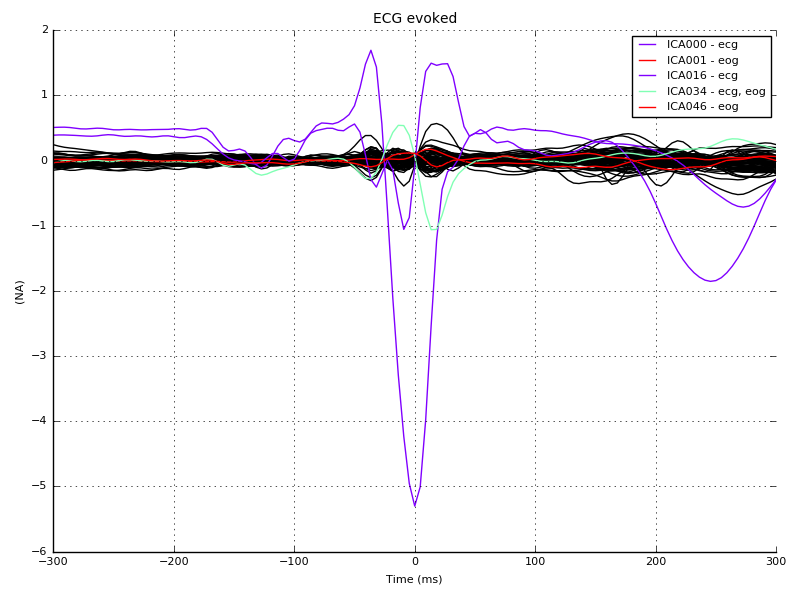 ECG evoked
2
1
0
−1
−2
−3
−4
−5
−6
(NA)
ICA000 - ecg
ICA001 - eog
ICA016 - ecg
ICA034 - ecg, eog
ICA046 - eog
−300
−200
−100
0
100
200
300
Time (ms)